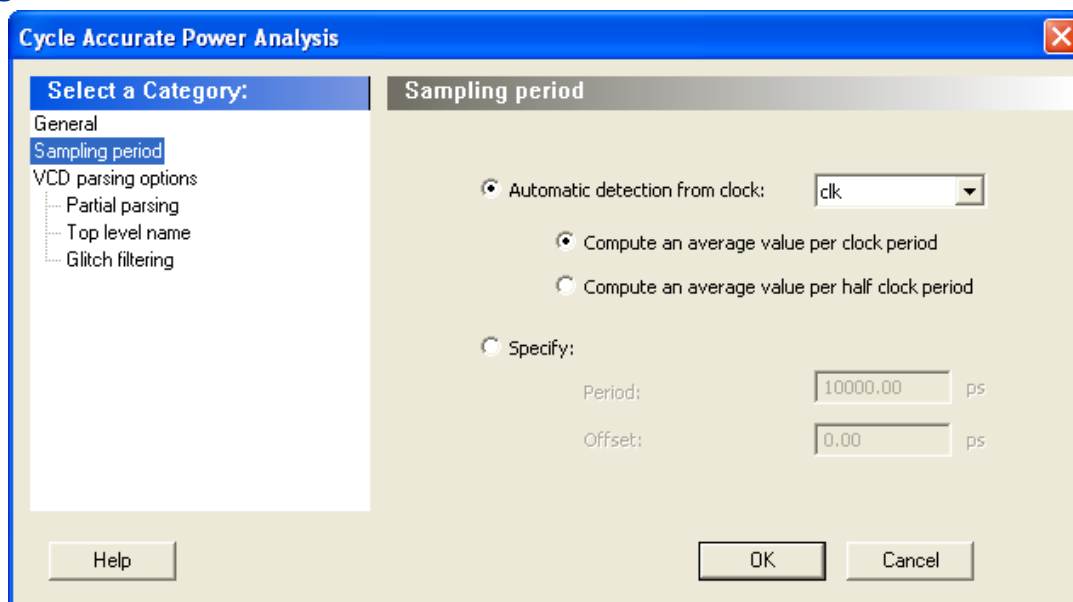 Cycle Accurate Power Analysis
Select a Category:
General
Sampling period
VCD parsing options
Partial parsing
Top level name
Glitch filtering
Sampling period
Automatic detection from clock: clk
Compute an average value per clock period
Compute an average value per half clock period
Specify:
Period: 10000.00 ps
Offset: 0.00 ps
Help
OK
Cancel